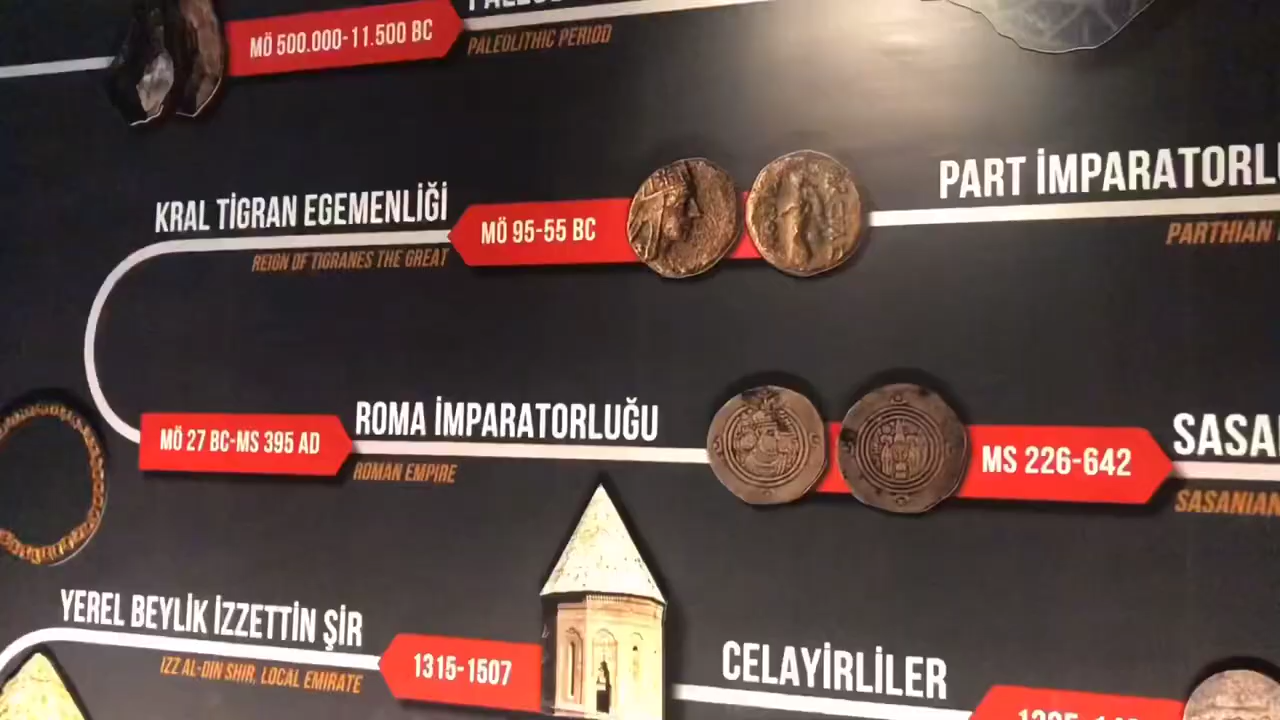 MÖ 500.000-11.500 BC
PALEOLITHIC PERIOD
KRAL TİGRAN EGEMENLİĞİ
REIGN OF TIGRANES THE GREAT
MÖ 95-55 BC
PART
PARTHIAN
MÖ 27 BC-MS 395 AD
ROMA İMPARATORLUĞU
ROMAN EMPIRE
MS 226-642
SASANIAN
YEREL BEYLİK İZZETTİN ŞİR
IZZ AL-DIN SHIR, LOCAL EMIRATE
1315-1507
CELAYİRLİLER